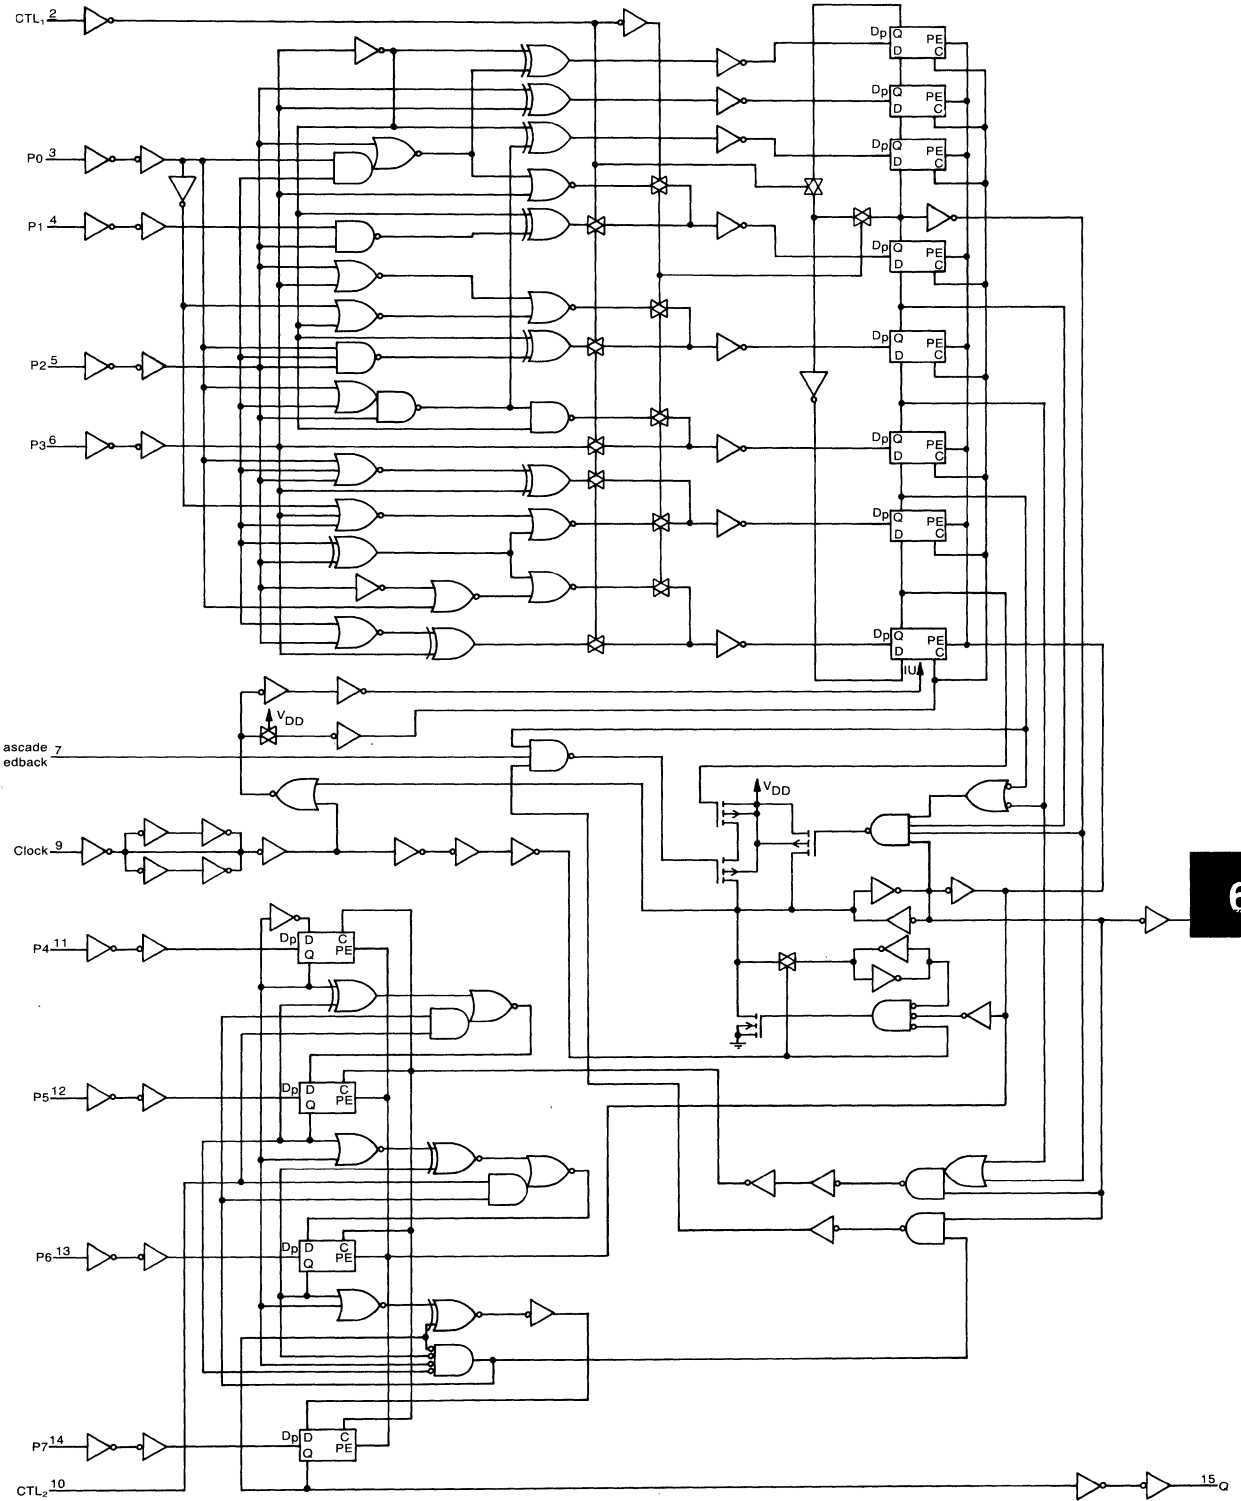 CTL1 2
Dp Q PE
D C
Dp Q PE
D C
P0 3
Dp Q PE
D C
P1 4
Dp Q PE
D C
Dp Q PE
P2 5
D C
P3 6
Dp Q PE
D C
Dp Q PE
D C
Dp Q PE
D C
IU
VDD
ascade 7
edback
VDD
Clock 9
6
P4 11
Dp D C
Q PE
P5 12
Dp D C
Q PE
P6 13
Dp D C
Q PE
P7 14
Dp D C
Q PE
CTL2 10
15 Q